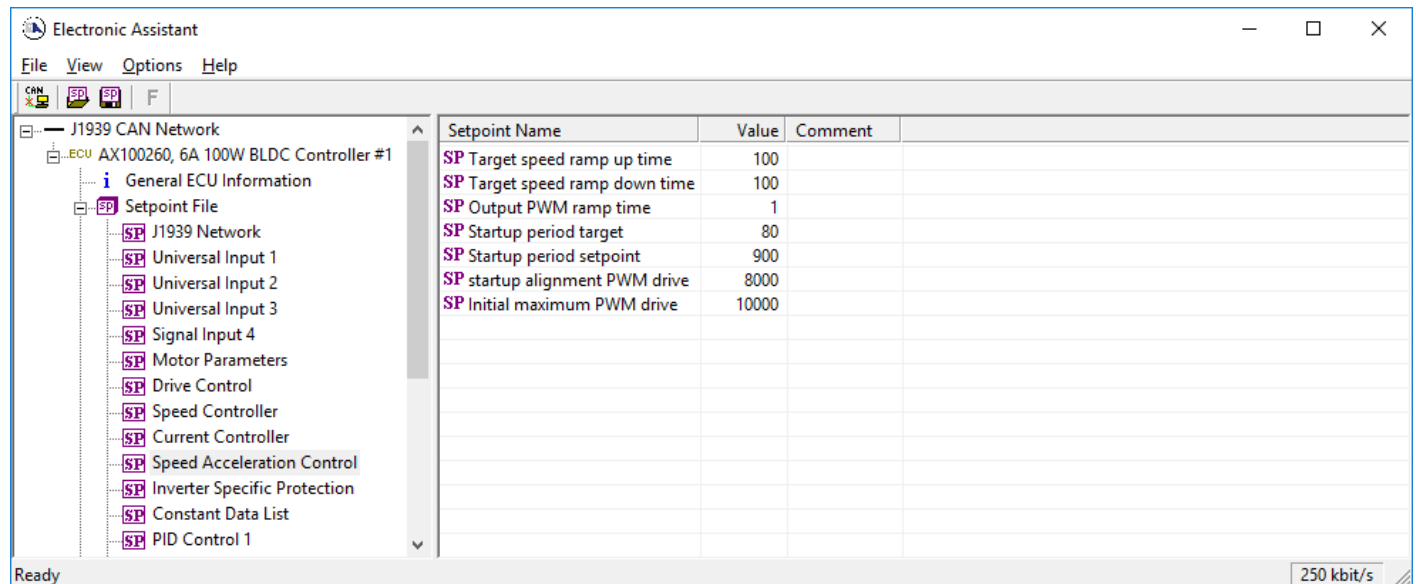 Electronic Assistant
File View Options Help
CAN SP SP F
J1939 CAN Network
ECU AX100260, 6A 100W BLDC Controller #1
i General ECU Information
SP Setpoint File
SP J1939 Network
SP Universal Input 1
SP Universal Input 2
SP Universal Input 3
SP Signal Input 4
SP Motor Parameters
SP Drive Control
SP Speed Controller
SP Current Controller
SP Speed Acceleration Control
SP Inverter Specific Protection
SP Constant Data List
SP PID Control 1
Setpoint Name Value Comment
SP Target speed ramp up time 100
SP Target speed ramp down time 100
SP Output PWM ramp time 1
SP Startup period target 80
SP Startup period setpoint 900
SP startup alignment PWM drive 8000
SP Initial maximum PWM drive 10000
Ready 250 kbit/s